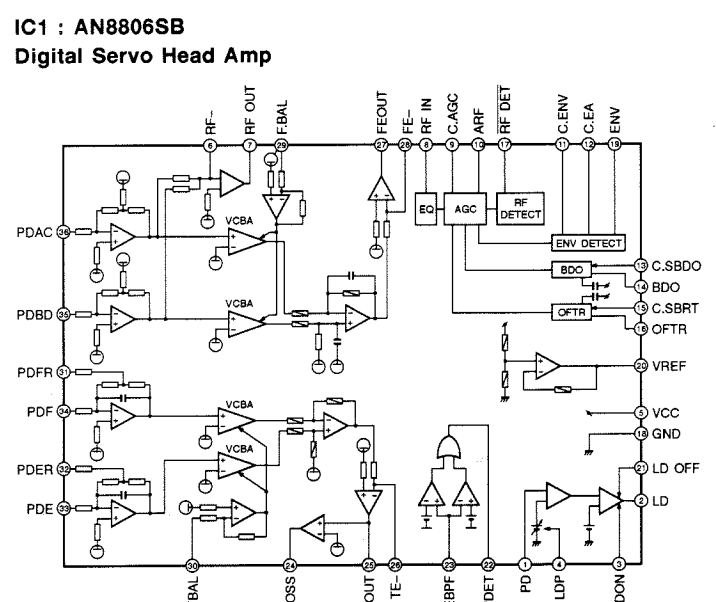 IC1 : AN8806SB
Digital Servo Head Amp
RF-
RF OUT
F.BAL
FEOUT
FE-
RF IN
C.AGC
ARF
RF DET
C.ENV
C.EA
ENV
6
7
29
27
28
8
9
10
17
11
12
19
EQ
AGC
RF
DETECT
ENV DETECT
BDO
OFTR
VCBA
VCBA
VCBA
VCBA
PDAC 36
PDBD 35
PDFR 31
PDF 34
PDER 32
PDE 33
13 C.SBDO
14 BDO
15 C.SBRT
16 OFTR
20 VREF
5 VCC
18 GND
21 LD OFF
2 LD
30
24
25
26
23
22
1
4
3
BAL
OSS
OUT
TE-
EBPF
DET
PD
LDP
DON